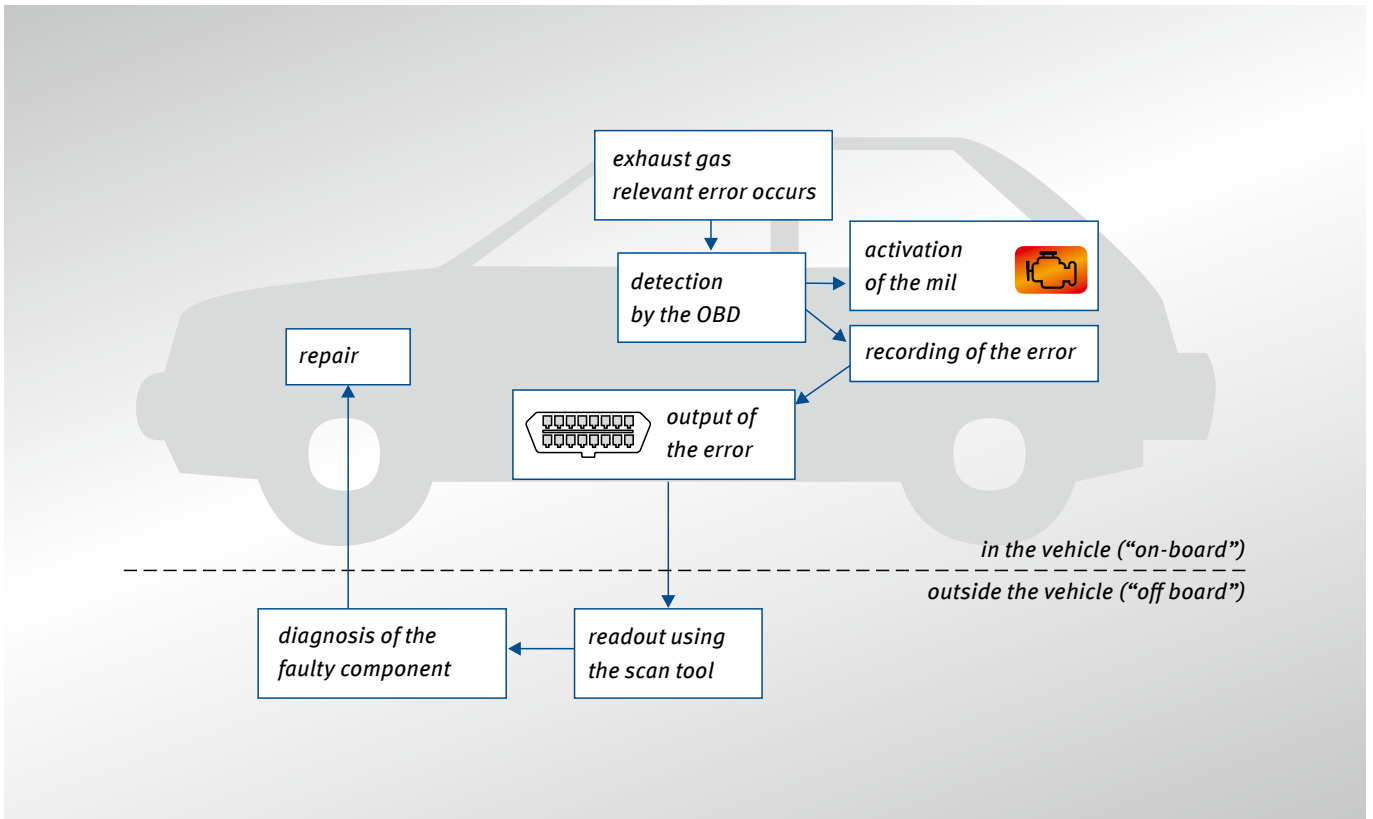 exhaust gas
relevant error occurs
detection
by the OBD
activation
of the mil
recording of the error
repair
output of
the error
in the vehicle (“on-board”)
outside the vehicle (“off board”)
diagnosis of the
faulty component
readout using
the scan tool